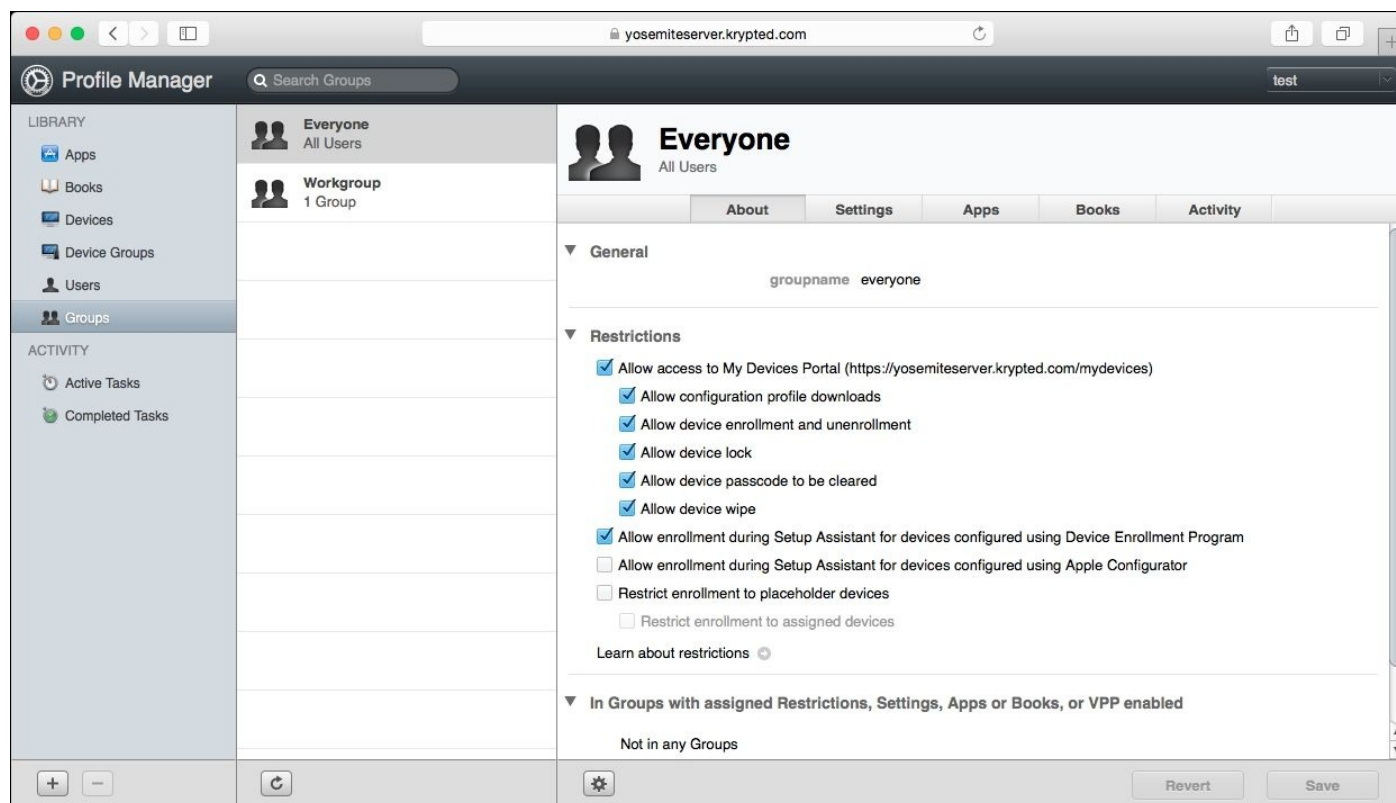 yosemiteserver.krypted.com
Profile Manager
Search Groups
test
LIBRARY
Apps
Books
Devices
Device Groups
Users
Groups
ACTIVITY
Active Tasks
Completed Tasks
Everyone
All Users
Workgroup
1 Group
Everyone
All Users
About Settings Apps Books Activity
General
groupname everyone
Restrictions
Allow access to My Devices Portal (https://yosemiteserver.krypted.com/mydevices)
Allow configuration profile downloads
Allow device enrollment and unenrollment
Allow device lock
Allow device passcode to be cleared
Allow device wipe
Allow enrollment during Setup Assistant for devices configured using Device Enrollment Program
Allow enrollment during Setup Assistant for devices configured using Apple Configurator
Restrict enrollment to placeholder devices
Restrict enrollment to assigned devices
Learn about restrictions
In Groups with assigned Restrictions, Settings, Apps or Books, or VPP enabled
Not in any Groups
Revert Save